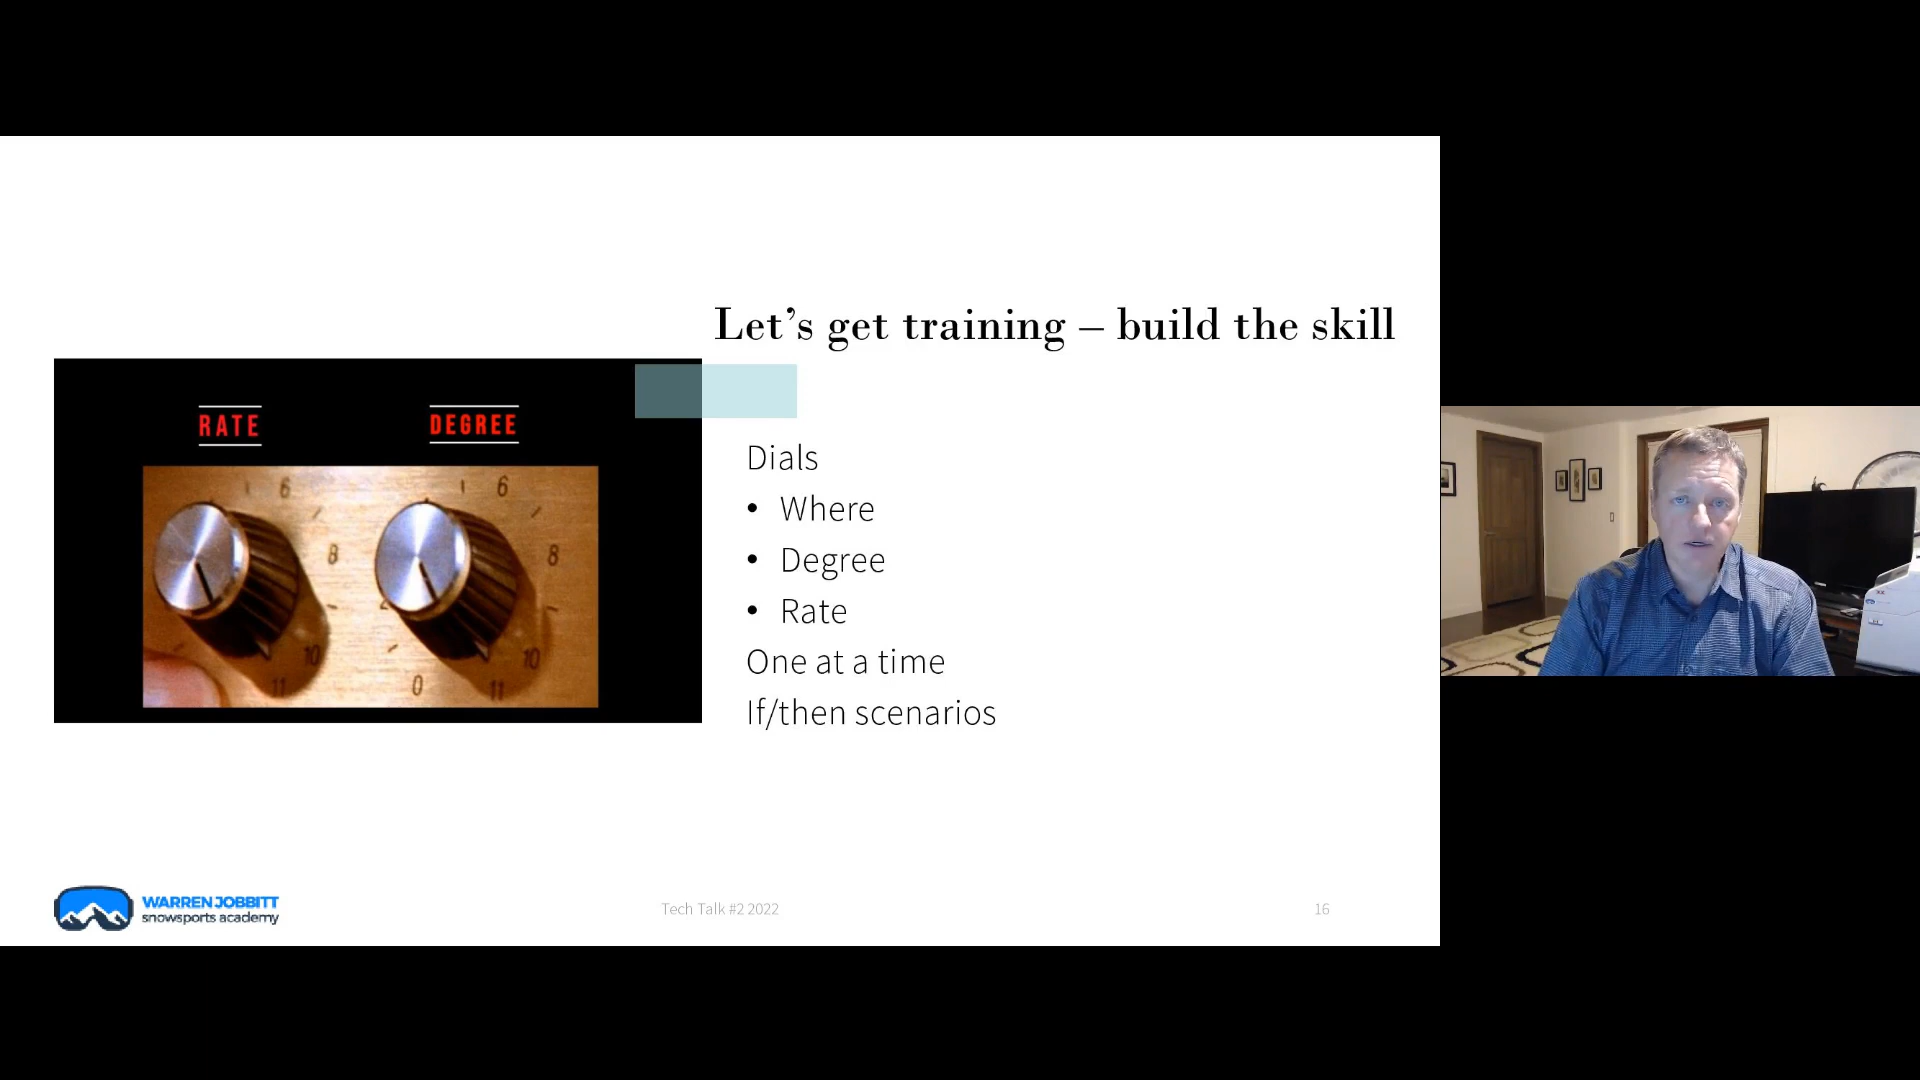 Let’s get training – build the skill
RATE
DEGREE
6
6
8
8
2
10
10
11
0
11
Dials
• Where
• Degree
• Rate
One at a time
If/then scenarios
WARREN JOBBITT
snowsports academy
Tech Talk #2 2022
16